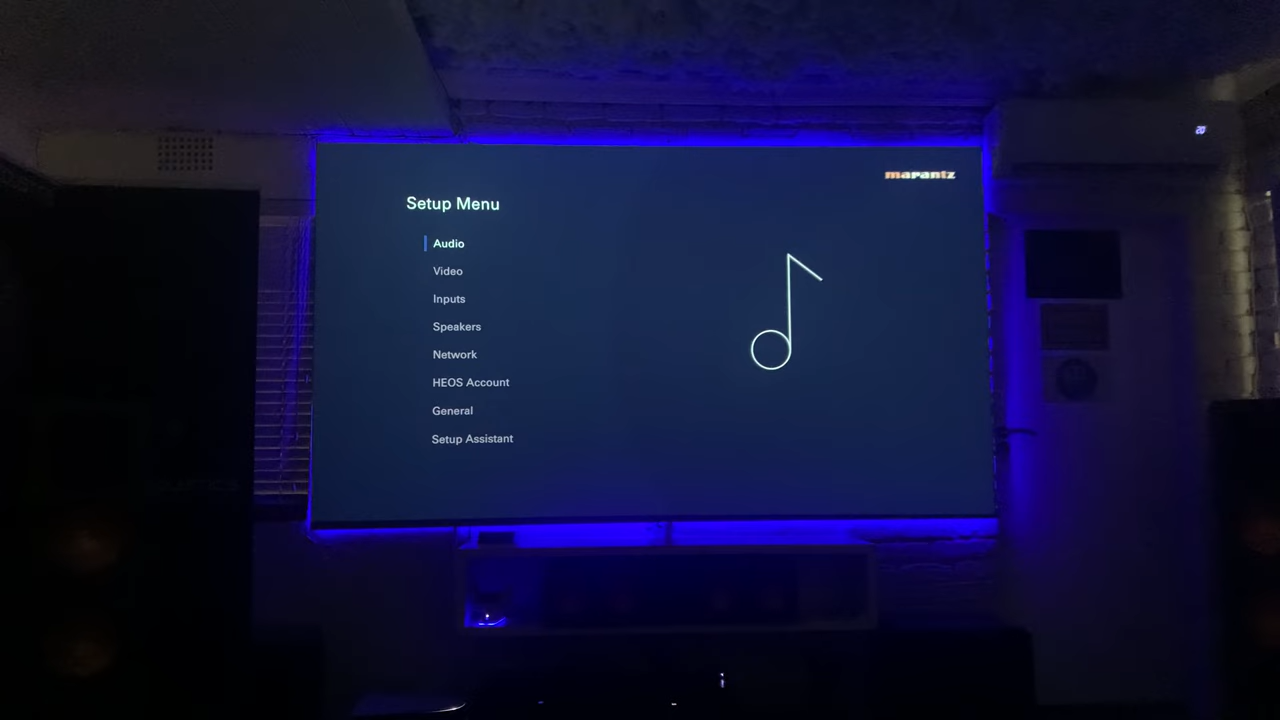 marantz
Setup Menu
Audio
Video
Inputs
Speakers
Network
HEOS Account
General
Setup Assistant